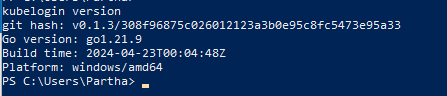 kubelogin version
git hash: v0.1.3/308f96875c026012123a3b0e95c8fc5473e95a33
Go version: go1.21.9
Build time: 2024-04-23T00:04:48Z
Platform: windows/amd64
PS C:\Users\Partha>